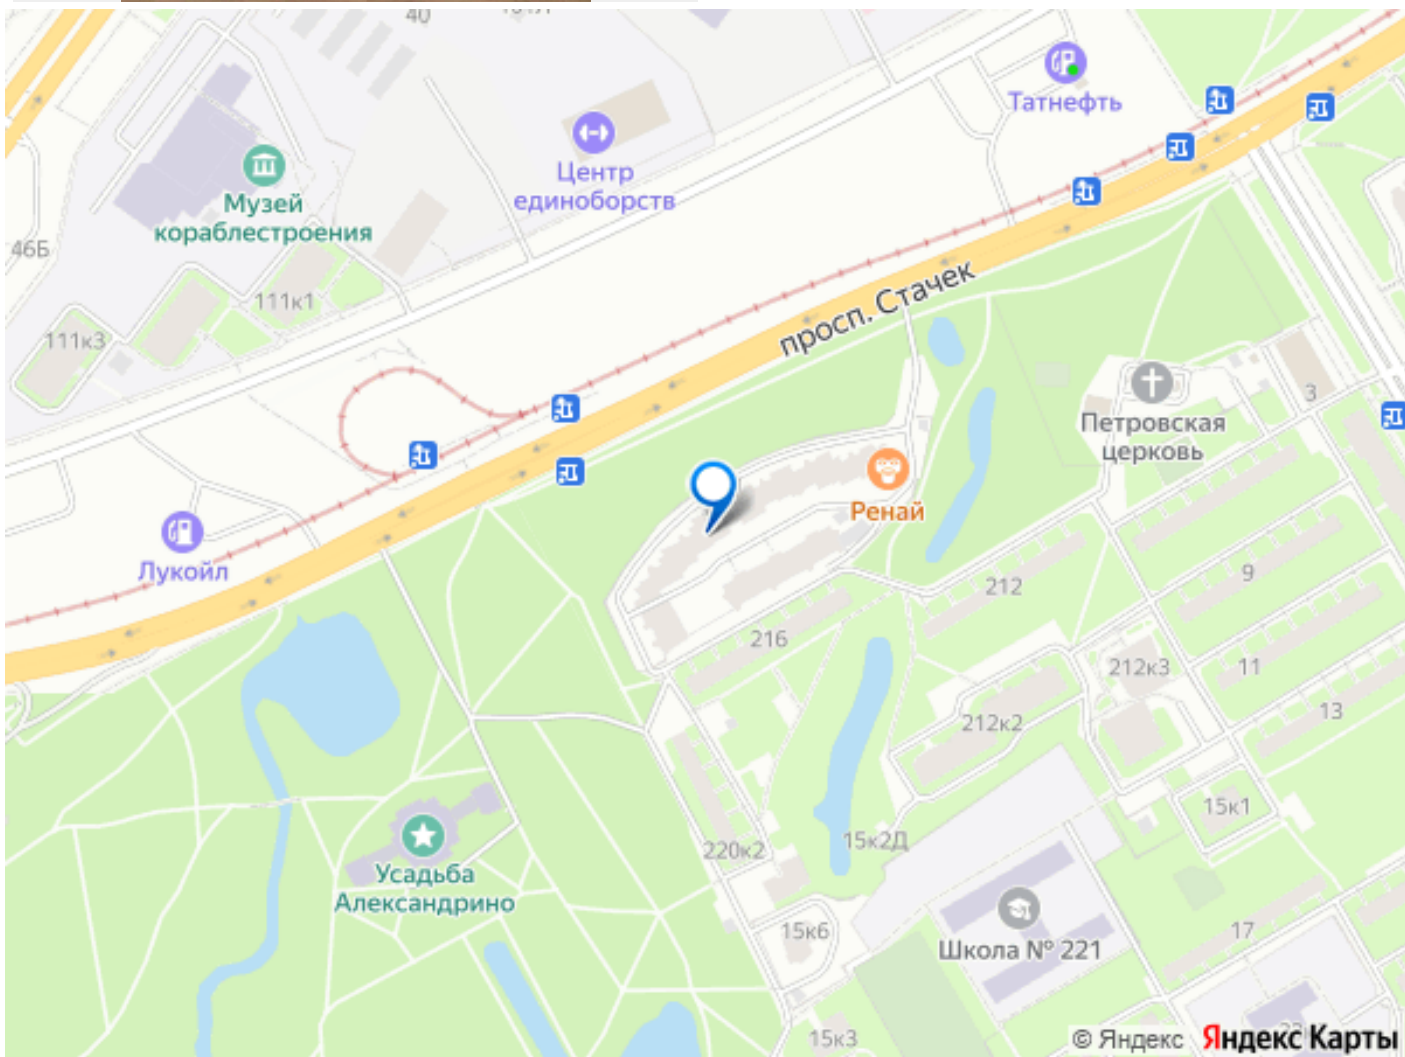 40
Татнефть
Центр
единоборств
Музей
кораблестроения
46Б
111к1
111к3
просп. Стачек
3
Петровская
церковь
Ренай
Лукойл
212
9
216
212к3
11
212к2
13
15к1
220к2
15к2Д
Усадьба
Александрино
15к6
17
Школа № 221
15к3
© Яндекс Яндекс Карты